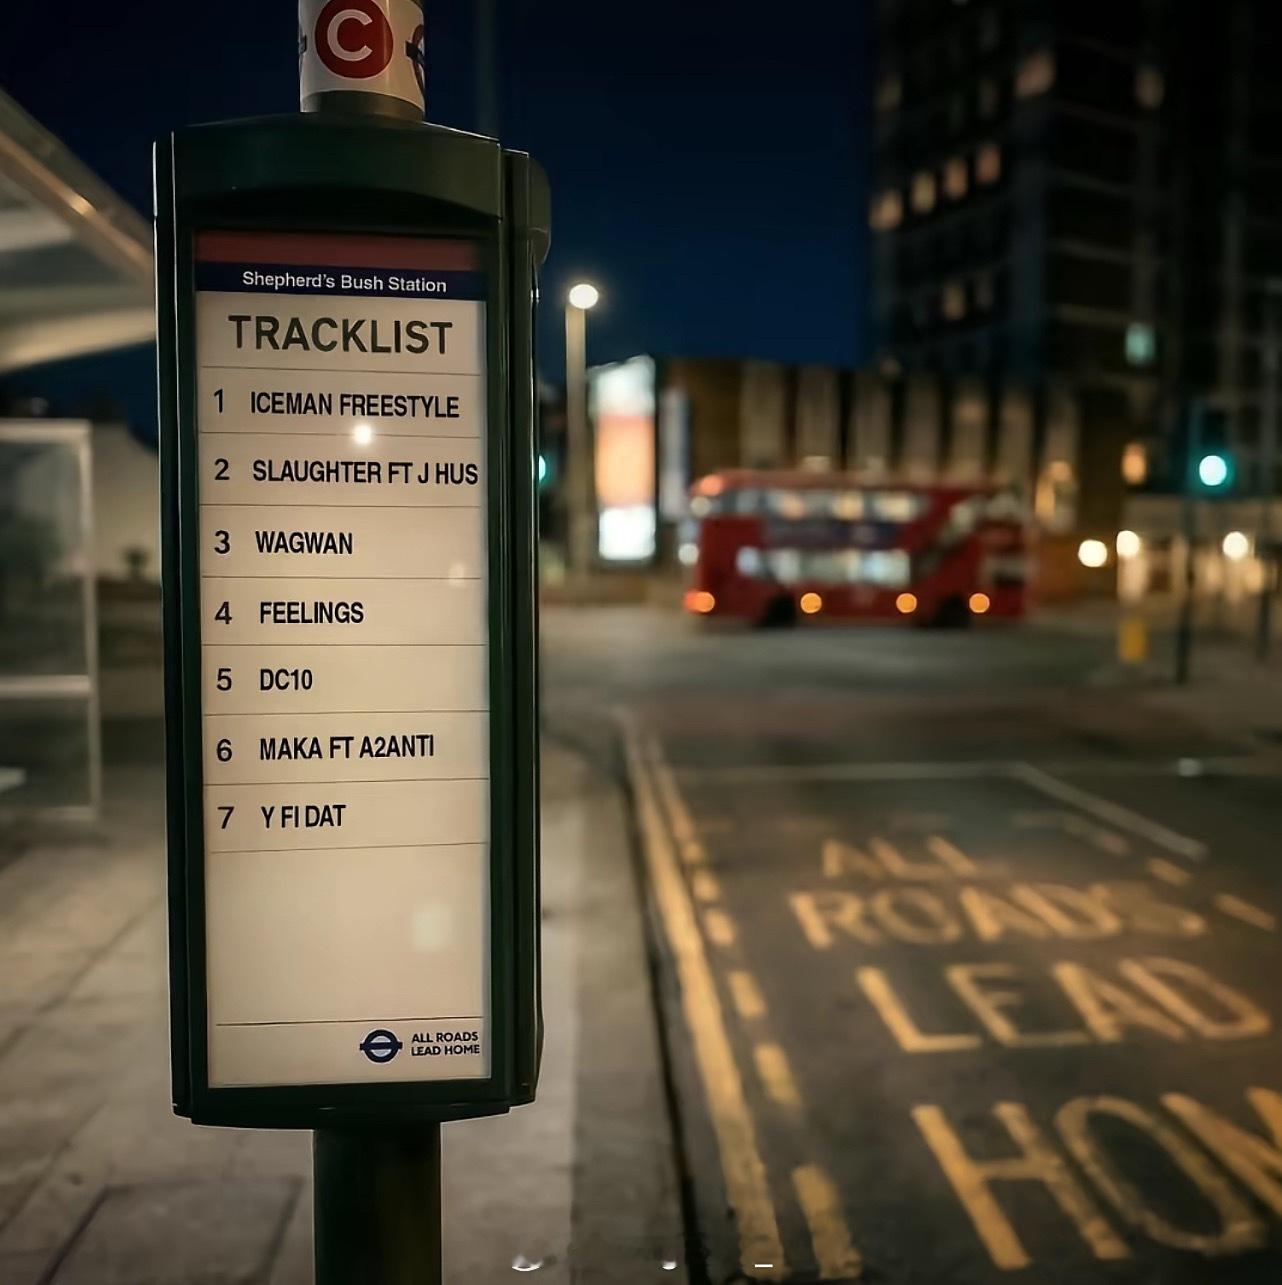 C
Shepherd's Bush Station
TRACKLIST
1 ICEMAN FREESTYLE
2 SLAUGHTER FT J HUS
3 WAGWAN
4 FEELINGS
5 DC10
6 MAKA FT A2ANTI
7 Y FI DAT
ALL ROADS
LEAD HOME
ALL
ROADS
LEAD
HOM